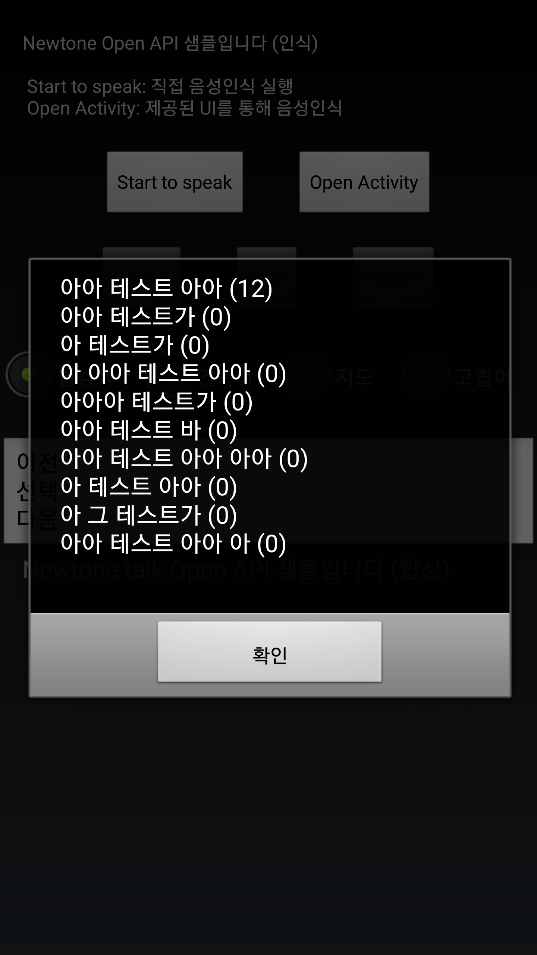 Newtone Open API 샘플입니다 (인식)
Start to speak: 직접 음성인식 실행
Open Activity: 제공된 UI를 통해 음성인식
Start to speak
Open Activity
아아 테스트 아아 (12)
아아 테스트가 (0)
아 테스트가 (0)
아 아아 테스트 아아 (0)
아아아 테스트가 (0)
아아 테스트 바 (0)
아아 테스트 아아 아아 (0)
아 테스트 아아 (0)
아 그 테스트가 (0)
아아 테스트 아아 아 (0)
지도
고립어
이전
선택
다음
Newtone talk Open API 샘플입니다 (합성)
확인